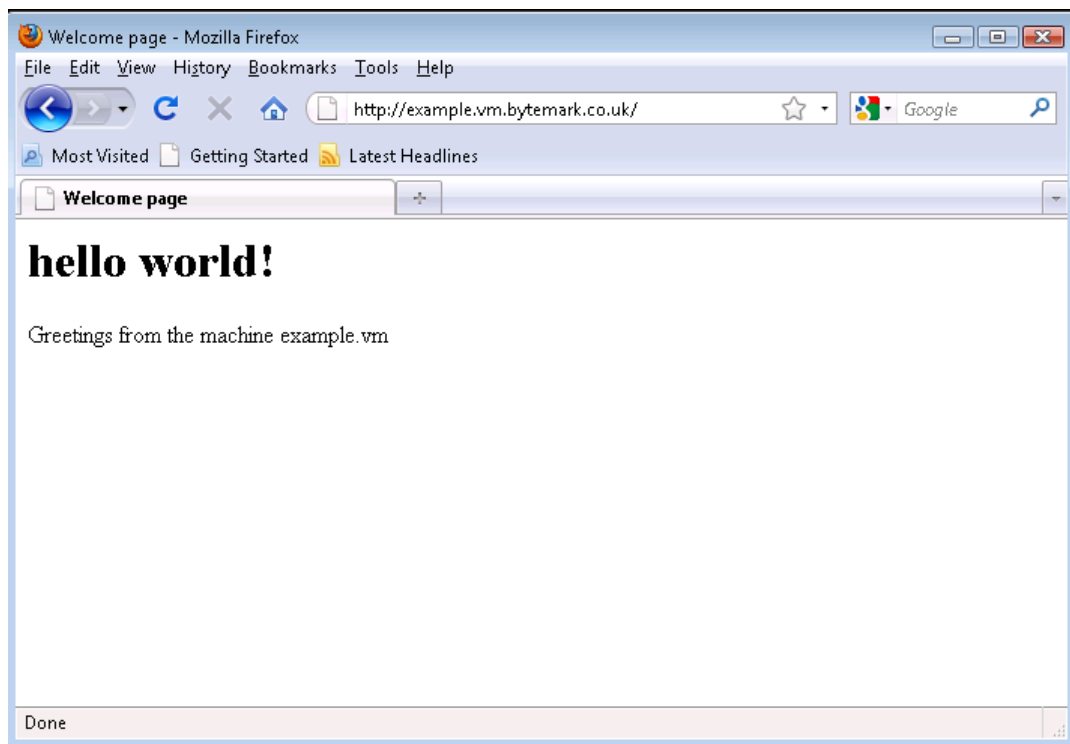 Welcome page - Mozilla Firefox
File Edit View History Bookmarks Tools Help
http://example.vm.bytemark.co.uk/ Google
Most Visited Getting Started Latest Headlines
Welcome page
hello world!
Greetings from the machine example.vm
Done